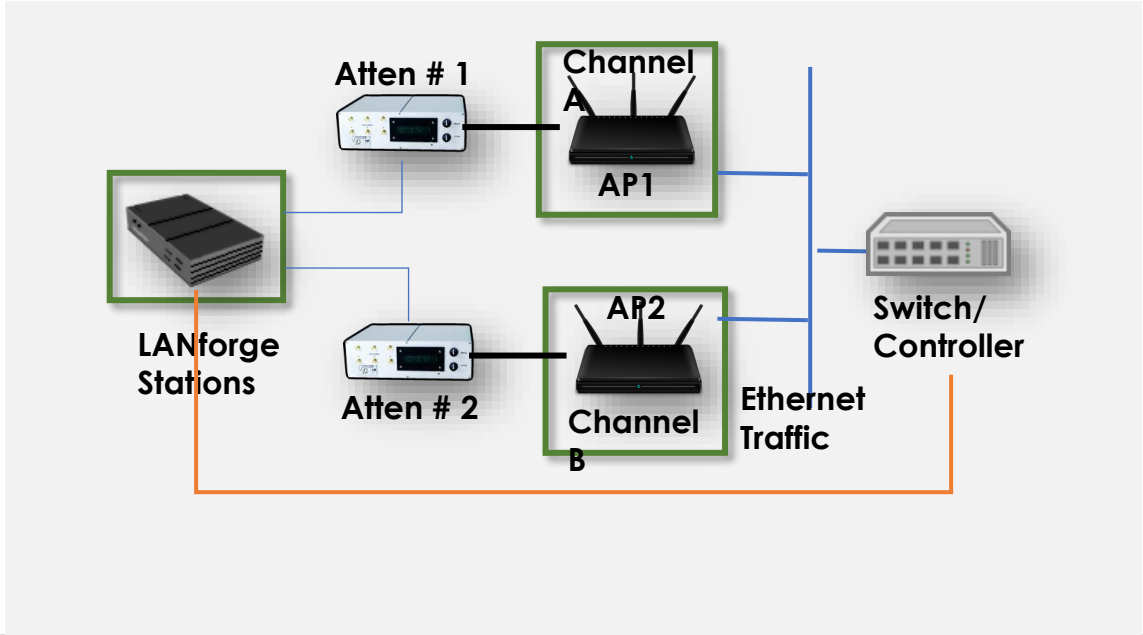 Atten # 1
Channel
A
AP1
LANforge
Stations
Atten # 2
AP2
Channel
B
Ethernet
Traffic
Switch/
Controller